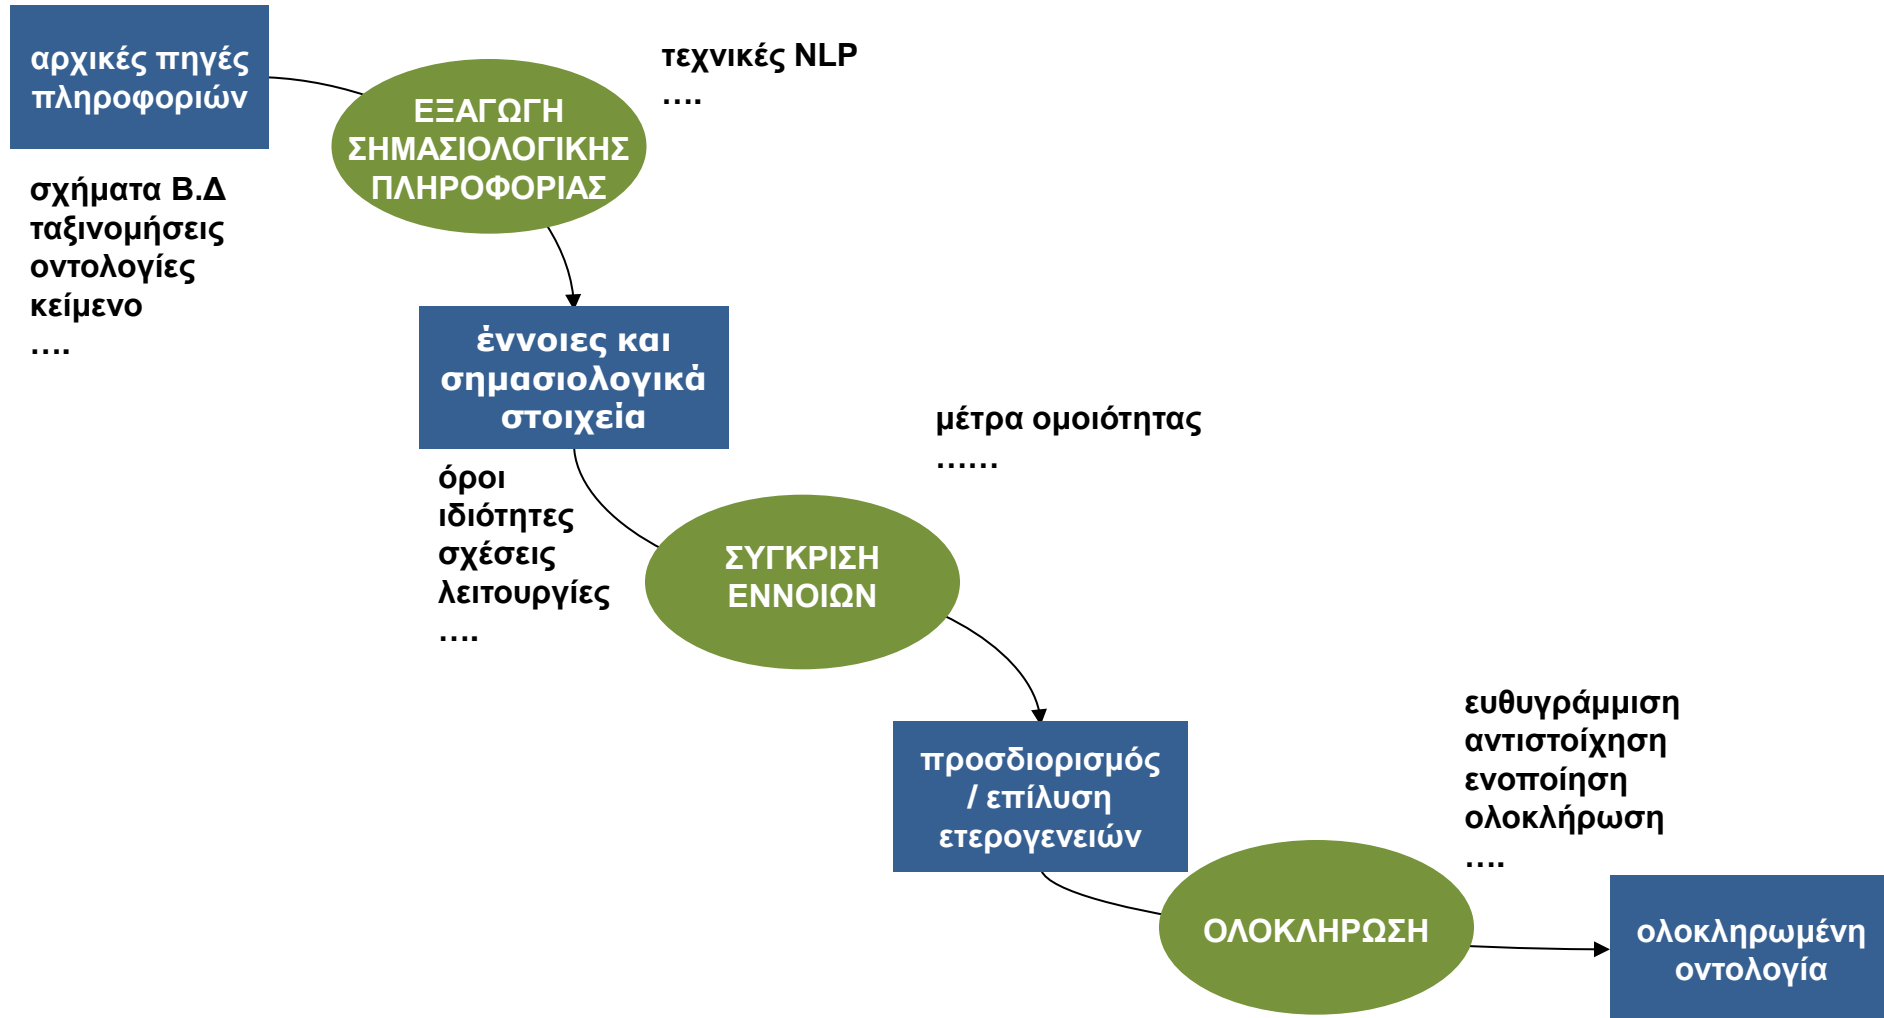 αρχικές πηγές
πληροφοριών
σχήματα Β.Δ
ταξινομήσεις
οντολογίες
κείμενο
….
ΕΞΑΓΩΓΗ
ΣΗΜΑΣΙΟΛΟΓΙΚΗΣ
ΠΛΗΡΟΦΟΡΙΑΣ
τεχνικές NLP
….
έννοιες και
σημασιολογικά
στοιχεία
όροι
ιδιότητες
σχέσεις
λειτουργίες
….
ΣΥΓΚΡΙΣΗ
ΕΝΝΟΙΩΝ
μέτρα ομοιότητας
……
προσδιορισμός
/ επίλυση
ετερογενειών
ΟΛΟΚΛΗΡΩΣΗ
ευθυγράμμιση
αντιστοίχηση
ενοποίηση
ολοκλήρωση
….
ολοκληρωμένη
οντολογία